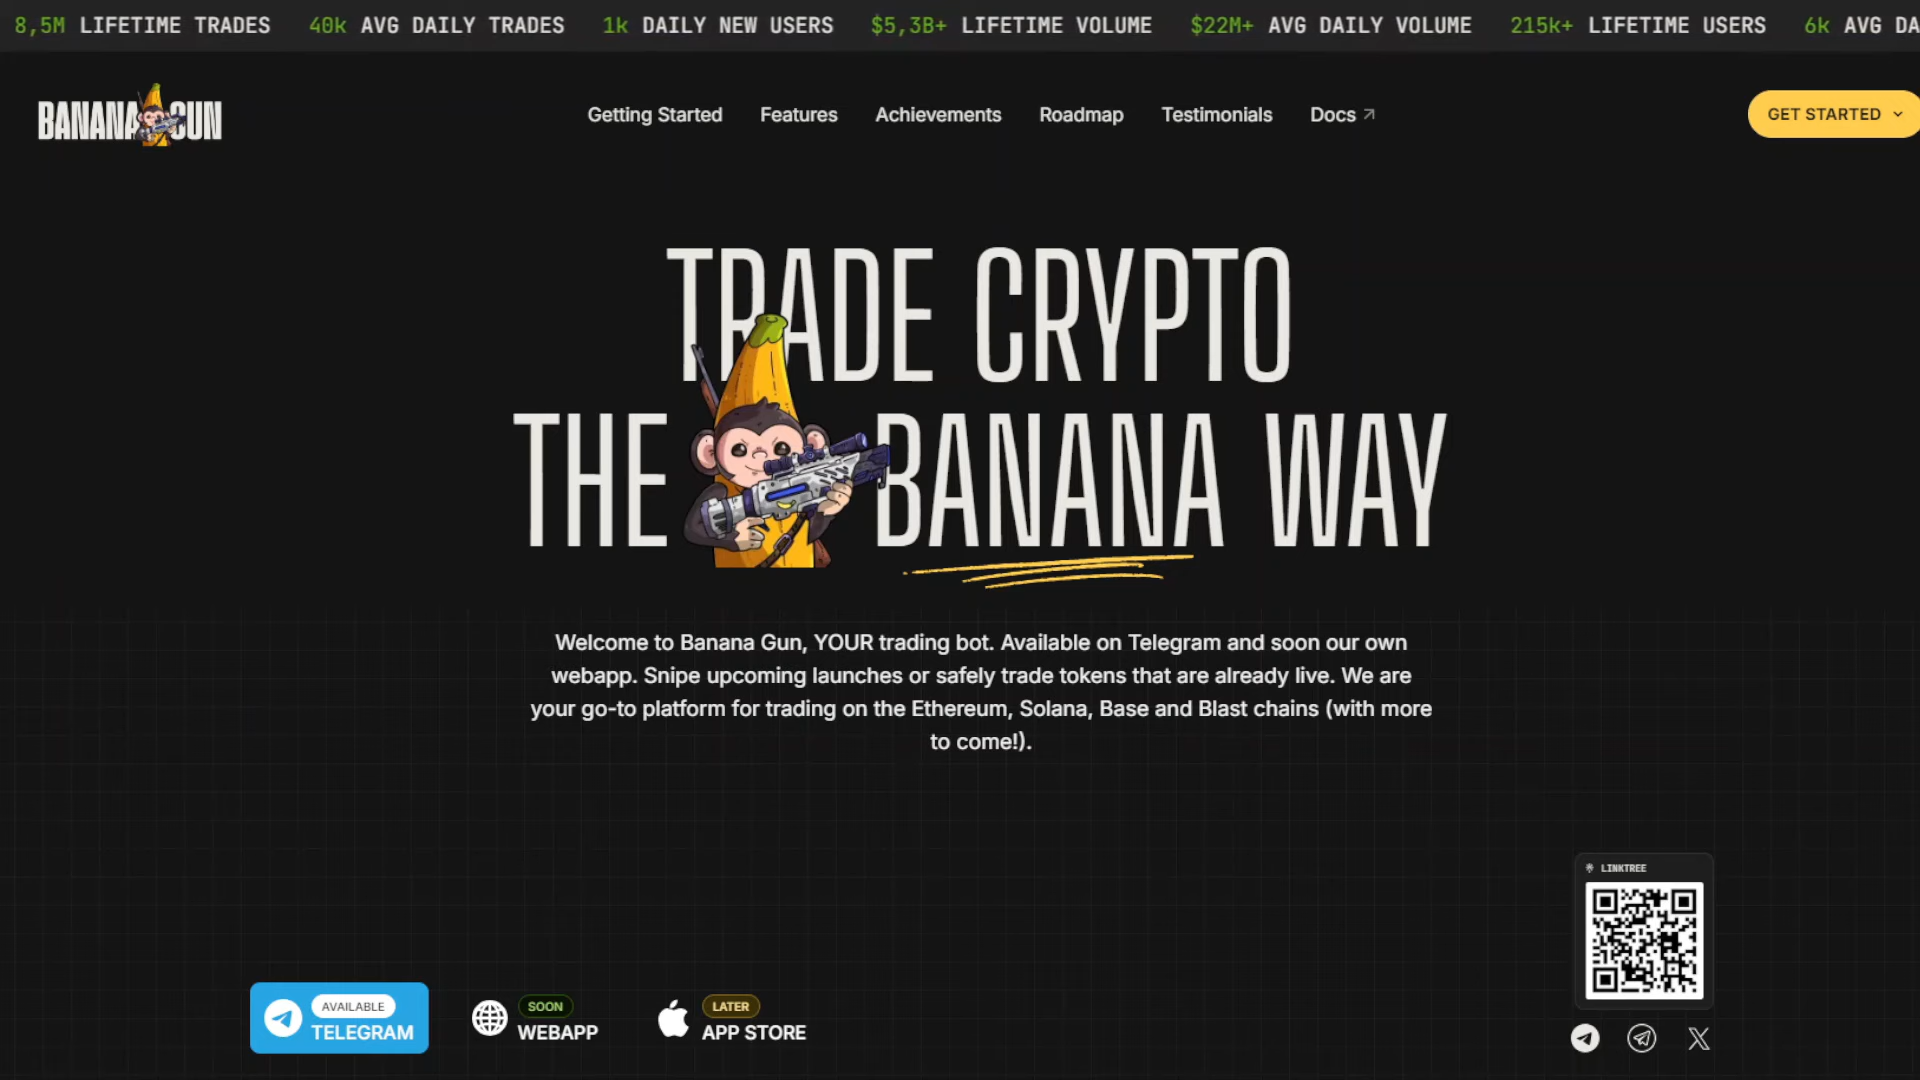 8,5M LIFETIME TRADES 40k AVG DAILY TRADES 1k DAILY NEW USERS $5,3B+ LIFETIME VOLUME $22M+ AVG DAILY VOLUME 215k+ LIFETIME USERS 6k AVG DA
BANANA GUN
Getting Started Features Achievements Roadmap Testimonials Docs
GET STARTED
TRADE CRYPTO
THE BANANA WAY
Welcome to Banana Gun, YOUR trading bot. Available on Telegram and soon our own
webapp. Snipe upcoming launches or safely trade tokens that are already live. We are
your go-to platform for trading on the Ethereum, Solana, Base and Blast chains (with more
to come!).
LINKTREE
AVAILABLE
TELEGRAM
SOON
WEBAPP
LATER
APP STORE